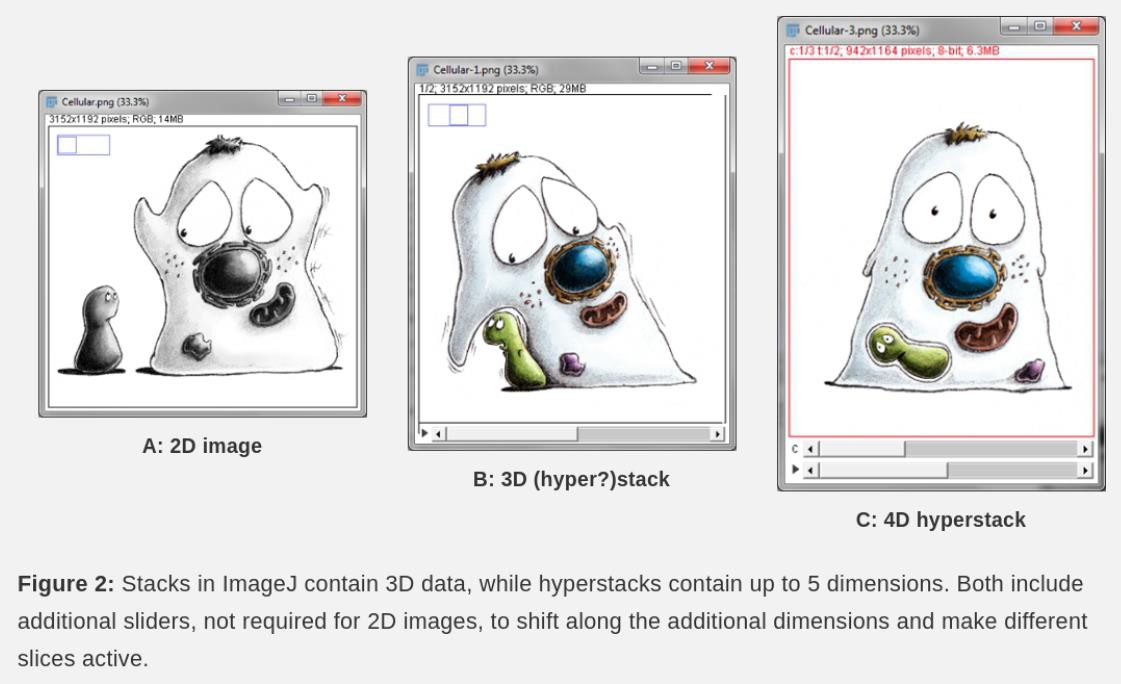 Cellular.png (33.3%)
3152x1192 pixels; RGB; 14MB
A: 2D image
Cellular-1.png (33.3%)
1/2; 3152x1192 pixels; RGB; 29MB
B: 3D (hyper?)stack
Cellular-3.png (33.3%)
c:1/3 t:1/2; 942x1164 pixels; 8-bit; 6.3MB
c
C: 4D hyperstack
Figure 2: Stacks in ImageJ contain 3D data, while hyperstacks contain up to 5 dimensions. Both include
additional sliders, not required for 2D images, to shift along the additional dimensions and make different
slices active.